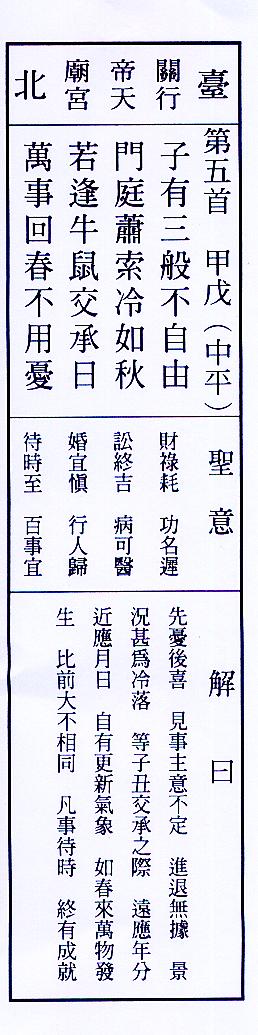 臺
關行
帝天
廟宮
北
第五首 甲戊(中平)
子有三般不自由
門庭蕭索冷如秋
若逢牛鼠交承日
萬事回春不用憂
聖意
財祿耗 功名遲
訟終吉 病可醫
婚宜慎 行人歸
待時至 百事宜
解曰
先憂後喜 見事主意不定 進退無據 景
況甚爲冷落 等子丑交承之際 遠應年分
近應月日 自有更新氣象 如春來萬物發
生 比前大不相同 凡事待時 終有成就